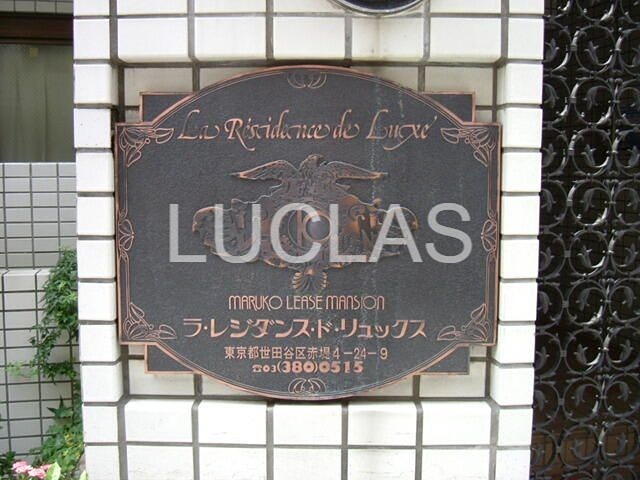 La Résidence de Luxe
LUCLAS
MARUKO LEASE MANSION
ラ・レジダンス・ド・リュックス
東京都世田谷区赤堤4-24-9
☎03(380)0515